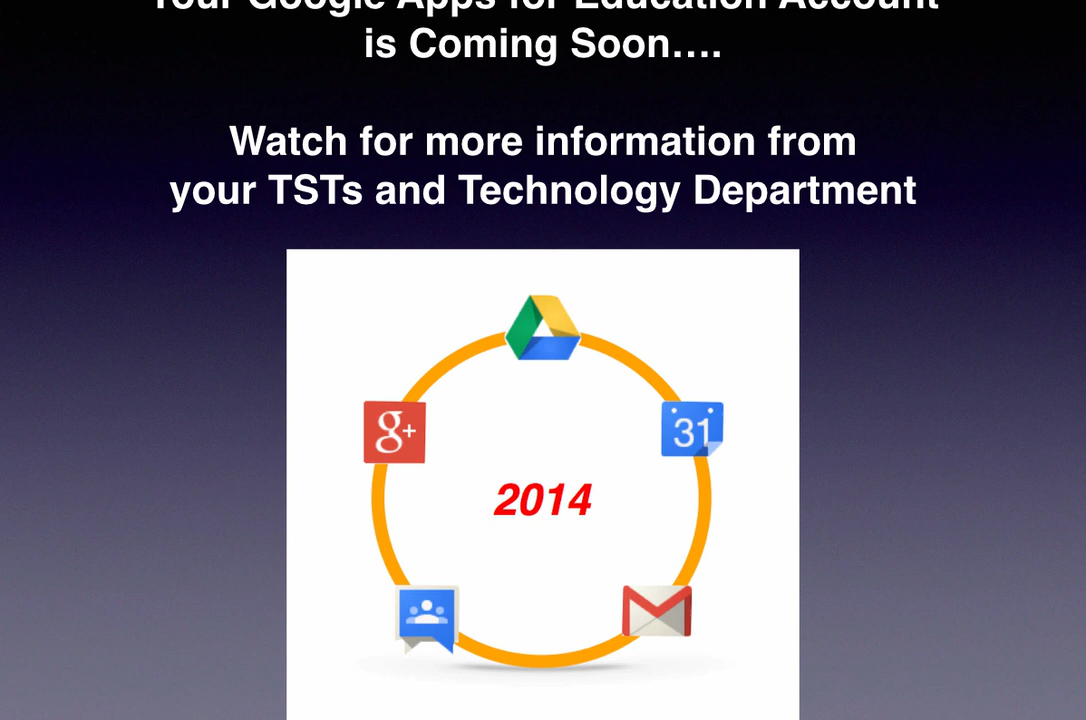 Your Google Apps for Education Account
is Coming Soon....
Watch for more information from
your TSTs and Technology Department
g+
31
2014